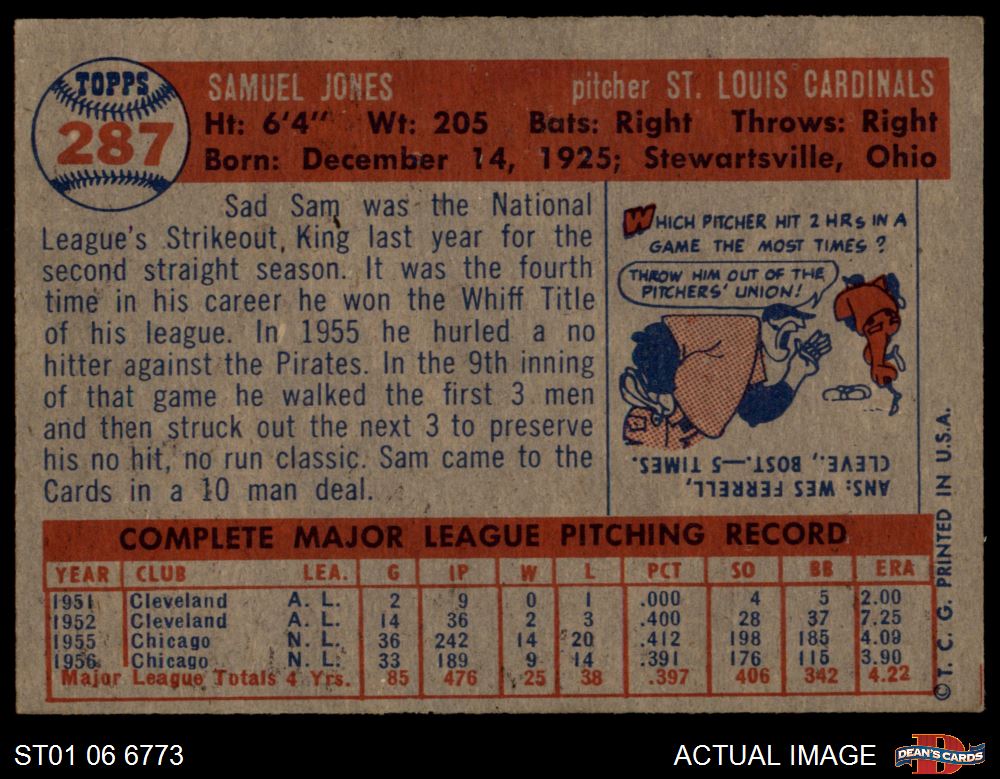 TOPPS
287
SAMUEL JONES pitcher ST. LOUIS CARDINALS
Ht: 6'4" Wt: 205 Bats: Right Throws: Right
Born: December 14, 1925; Stewartsville, Ohio
Sad Sam was the National
League's Strikeout King last year for the
second straight season. It was the fourth
time in his career he won the Whiff Title
of his league. In 1955 he hurled a no
hitter against the Pirates. In the 9th inning
of that game he walked the first 3 men
and then struck out the next 3 to preserve
his no hit, no run classic. Sam came to the
Cards in a 10 man deal.
WHICH PITCHER HIT 2 HRS IN A
GAME THE MOST TIMES?
THROW HIM OUT OF THE
PITCHERS' UNION!
ANS: WES FERRELL,
CLEVE., BOST.—5 TIMES.
COMPLETE MAJOR LEAGUE PITCHING RECORD
YEAR CLUB LEA. G IP W L PCT SO BB ERA
1951 Cleveland A. L. 2 9 0 1 .000 4 5 2.00
1952 Cleveland A. L. 14 36 2 3 .400 28 37 7.25
1955 Chicago N. L. 36 242 14 20 .412 198 185 4.09
1956 Chicago N. L. 33 189 9 14 .391 176 115 3.90
Major League Totals 4 Yrs. 85 476 25 38 .397 406 342 4.22
© T. C. G. PRINTED IN U.S.A.
ST01 06 6773
ACTUAL IMAGE
D
DEAN'S CARDS